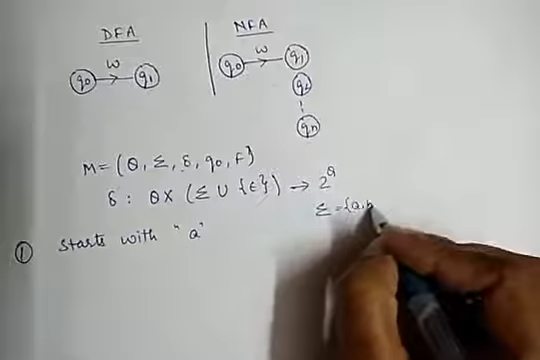 DFA
NFA
q0 w q1
q0 w q1
q2
qn
M = (Q, Σ, δ, q0, F)
δ : Q X (Σ ∪ {ε}) → 2^Q
Σ = {a, b
① Starts with "a"